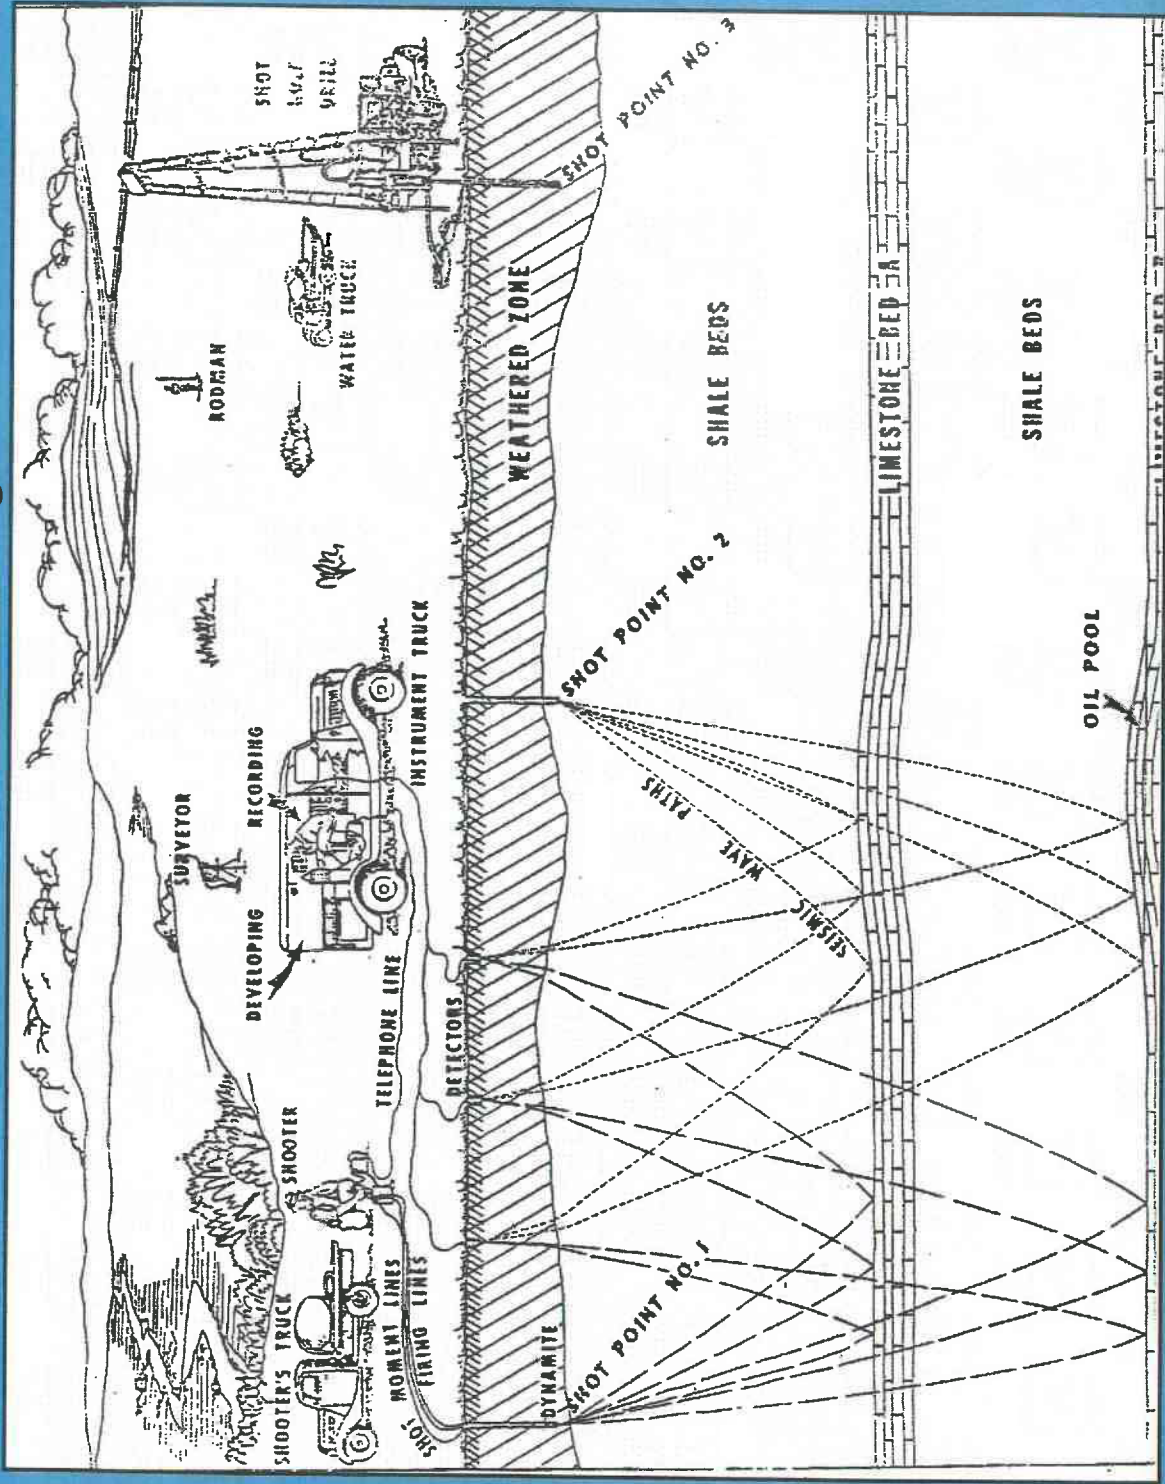 SHOT
HOLE
DRILL
RODMAN
WATER TRUCK
SURVEYOR
RECORDING
DEVELOPING
INSTRUMENT TRUCK
SHOOTER
SHOOTER'S TRUCK
TELEPHONE LINE
DETECTORS
SHOT MOMENT LINES
FIRING LINES
WEATHERED ZONE
DYNAMITE
SHOT POINT NO. 1
SHOT POINT NO. 2
SHOT POINT NO. 3
SEISMIC WAVE PATHS
SHALE BEDS
LIMESTONE BED A
SHALE BEDS
OIL POOL
LIMESTONE BED